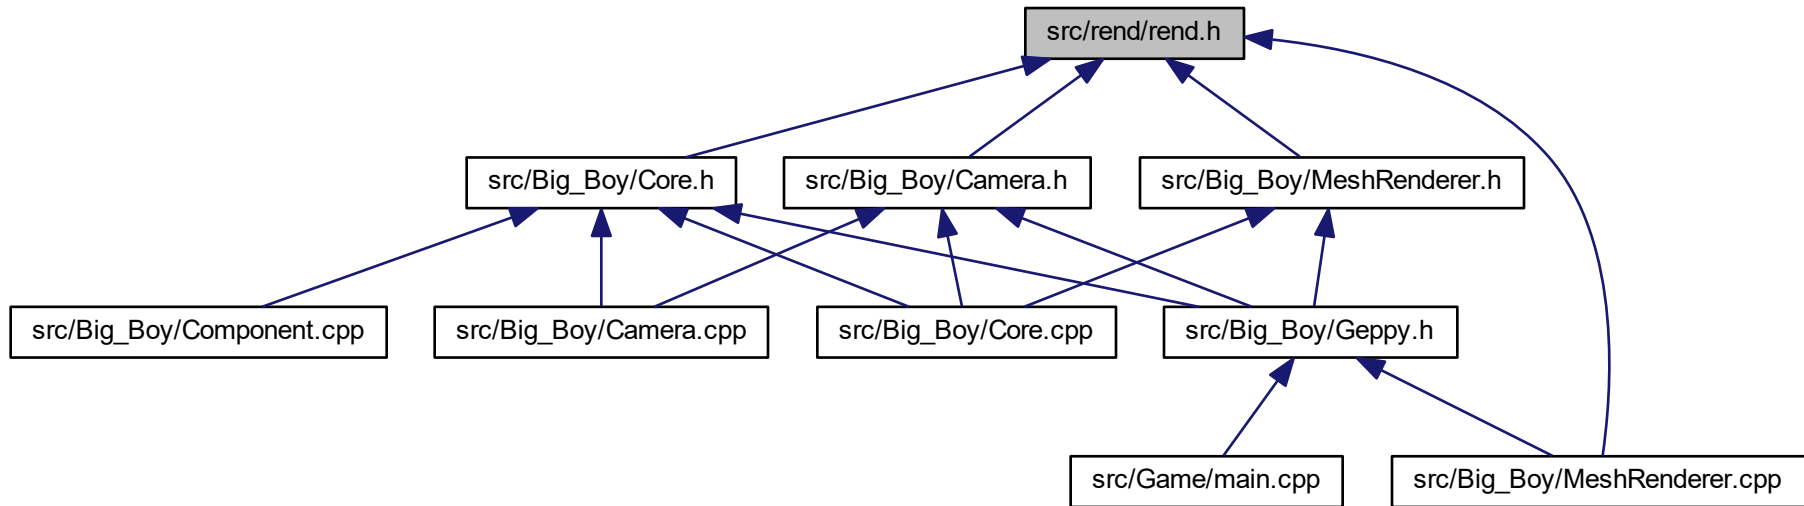 src/rend/rend.h
src/Big_Boy/Core.h
src/Big_Boy/Camera.h
src/Big_Boy/MeshRenderer.h
src/Big_Boy/Component.cpp
src/Big_Boy/Camera.cpp
src/Big_Boy/Core.cpp
src/Big_Boy/Geppy.h
src/Game/main.cpp
src/Big_Boy/MeshRenderer.cpp